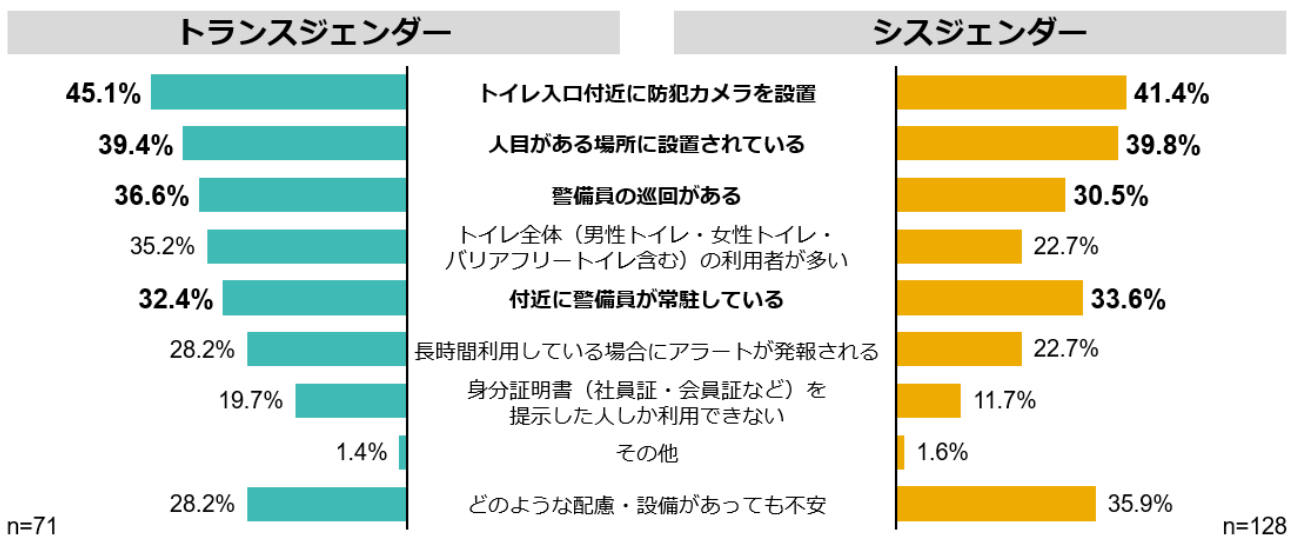 トランスジェンダー シスジェンダー
45.1% トイレ入口付近に防犯カメラを設置 41.4%
39.4% 人目がある場所に設置されている 39.8%
36.6% 警備員の巡回がある 30.5%
35.2% トイレ全体（男性トイレ・女性トイレ・ 22.7%
バリアフリートイレ含む）の利用者が多い
32.4% 付近に警備員が常駐している 33.6%
28.2% 長時間利用している場合にアラートが発報される 22.7%
19.7% 身分証明書（社員証・会員証など）を 11.7%
提示した人しか利用できない
1.4% その他 1.6%
28.2% どのような配慮・設備があっても不安 35.9%
n=71 n=128